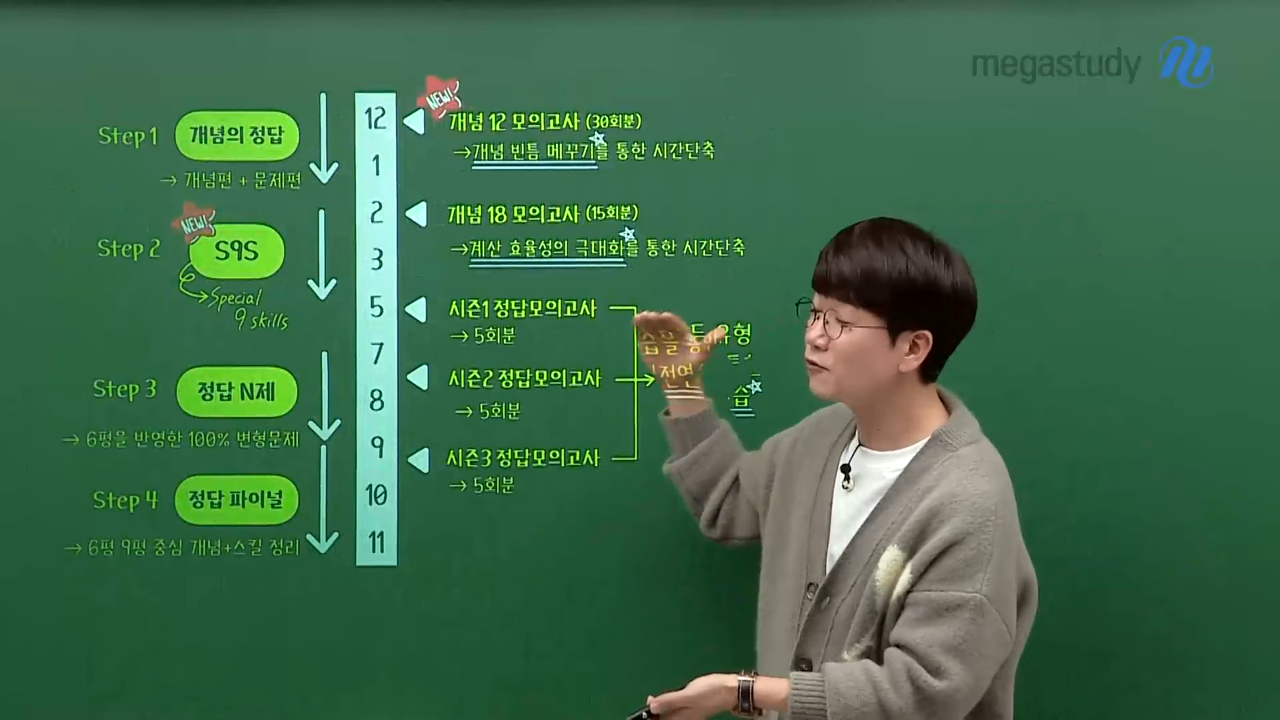 megastudy
Step 1 개념의 정답
→ 개념편 + 문제편
NEW!
Step 2 S9S
Special
9 skills
Step 3 정답 N제
→ 6평을 반영한 100% 변형문제
Step 4 정답 파이널
→ 6평 9평 중심 개념+스킬 정리
12
1
2
3
5
7
8
9
10
11
NEW!
개념 12 모의고사 (30회분)
→개념 빈틈 메꾸기를 통한 시간단축
개념 18 모의고사 (15회분)
→계산 효율성의 극대화를 통한 시간단축
시즌1 정답모의고사
→ 5회분
시즌2 정답모의고사
→ 5회분
시즌3 정답모의고사
→ 5회분
습을 유형
전연 습